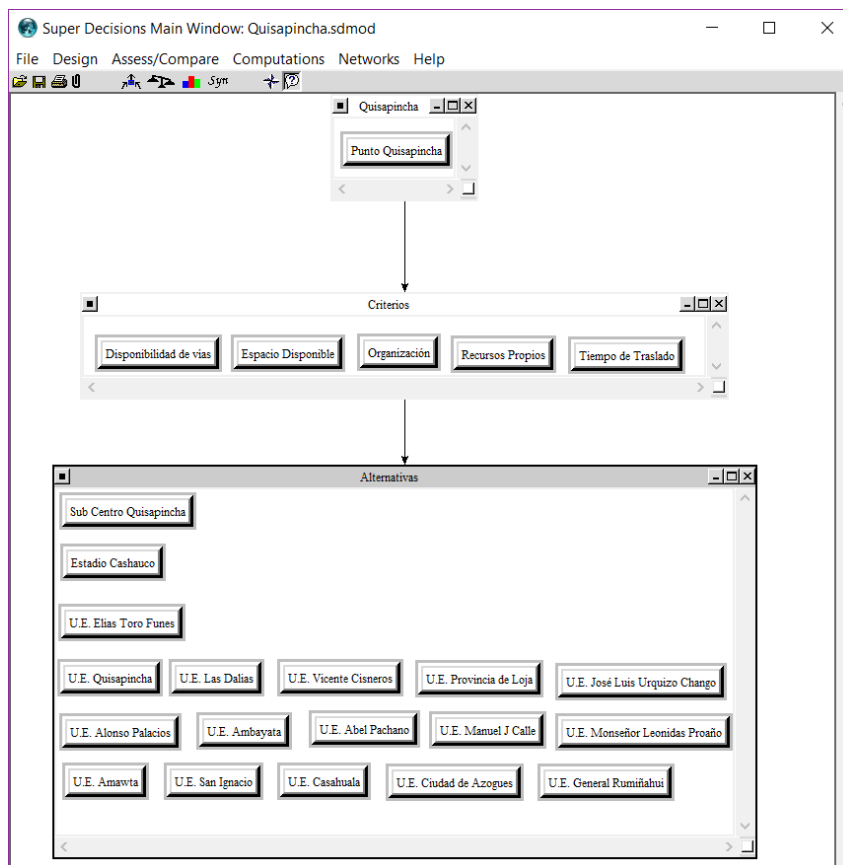 Super Decisions Main Window: Quisapincha.sdmod
File Design Assess/Compare Computations Networks Help
Syn
Quisapincha
Punto Quisapincha
Criterios
Disponibilidad de vías Espacio Disponible Organización Recursos Propios Tiempo de Traslado
Alternativas
Sub Centro Quisapincha
Estadio Cashauco
U.E. Elias Toro Funes
U.E. Quisapincha U.E. Las Dalias U.E. Vicente Cisneros U.E. Provincia de Loja U.E. José Luis Urquizo Chango
U.E. Alonso Palacios U.E. Ambayata U.E. Abel Pachano U.E. Manuel J Calle U.E. Monseñor Leonidas Proaño
U.E. Amawta U.E. San Ignacio U.E. Casahuala U.E. Ciudad de Azogues U.E. General Rumiñahui